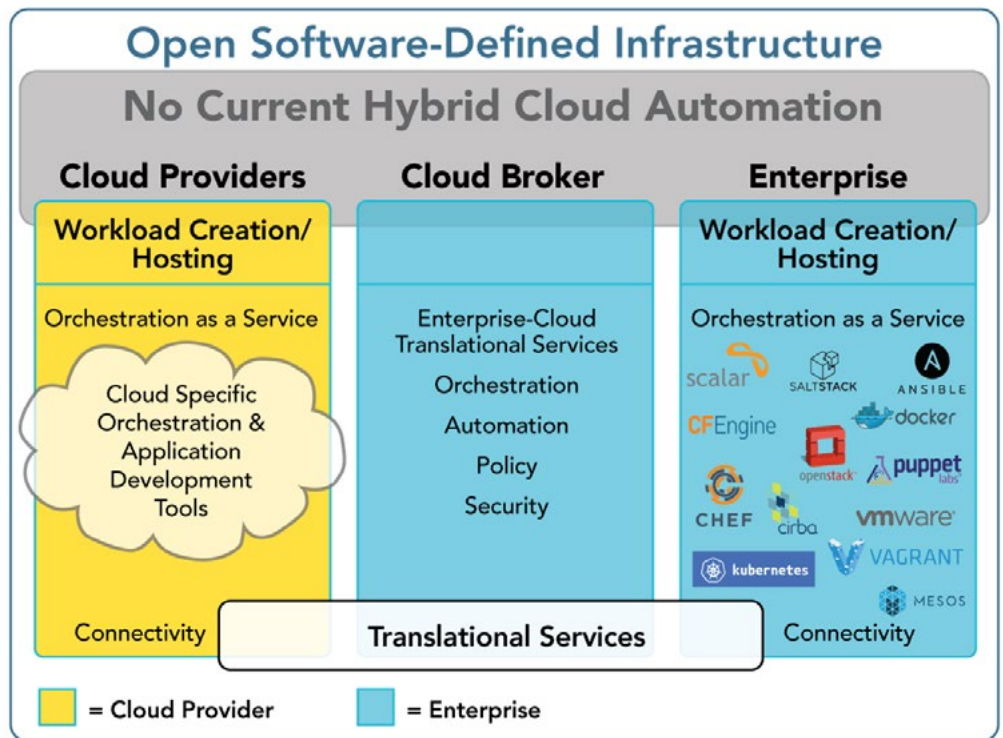 Open Software-Defined Infrastructure
No Current Hybrid Cloud Automation
Cloud Providers
Workload Creation/
Hosting
Orchestration as a Service
Cloud Specific
Orchestration &
Application
Development
Tools
Connectivity
Cloud Broker
Enterprise-Cloud
Translational Services
Orchestration
Automation
Policy
Security
Translational Services
Enterprise
Workload Creation/
Hosting
Orchestration as a Service
scalar
SALTSTACK
ANSIBLE
CFEngine
docker
openstack
puppet
labs
CHEF
cirba
vmware
kubernetes
VAGRANT
MESOS
Connectivity
= Cloud Provider
= Enterprise